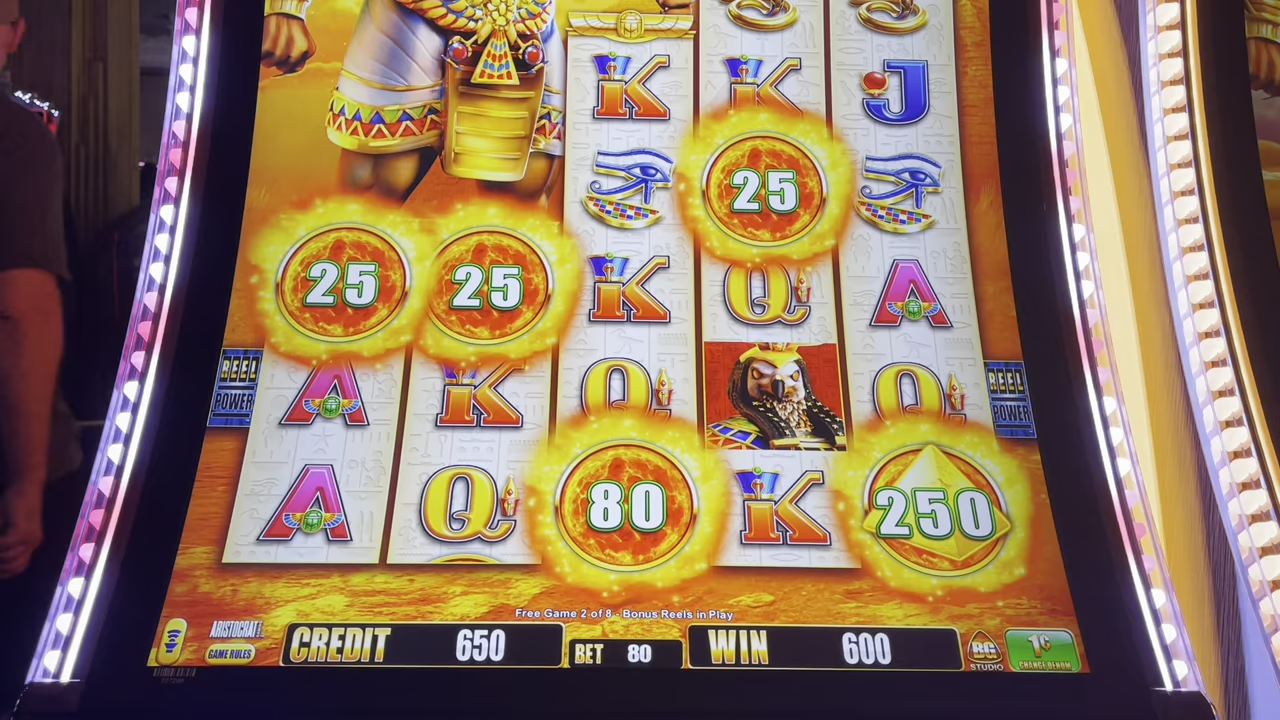 K K J
25
25 25
K Q A
REEL POWER A K Q Q REEL POWER
A Q 80 K 250
Free Game 2 of 8 - Bonus Reels in Play
ARISTOCRAT
GAME RULES
CREDIT 650
BET 80
WIN 600
BG STUDIO
1¢
CHANGE DENOM